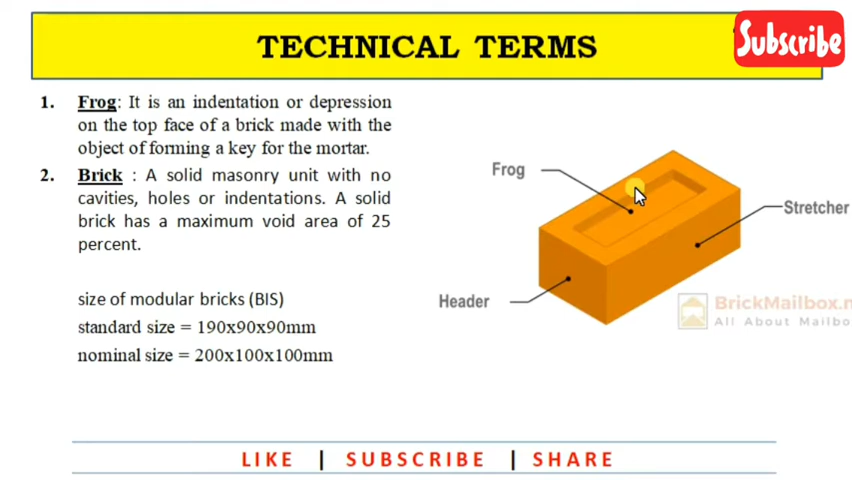 TECHNICAL TERMS
Subscribe
1. Frog: It is an indentation or depression
on the top face of a brick made with the
object of forming a key for the mortar.
2. Brick : A solid masonry unit with no
cavities, holes or indentations. A solid
brick has a maximum void area of 25
percent.
size of modular bricks (BIS)
standard size = 190x90x90mm
nominal size = 200x100x100mm
Frog
Stretcher
Header
BrickMailbox.n
All About Mailbo
LIKE | SUBSCRIBE | SHARE